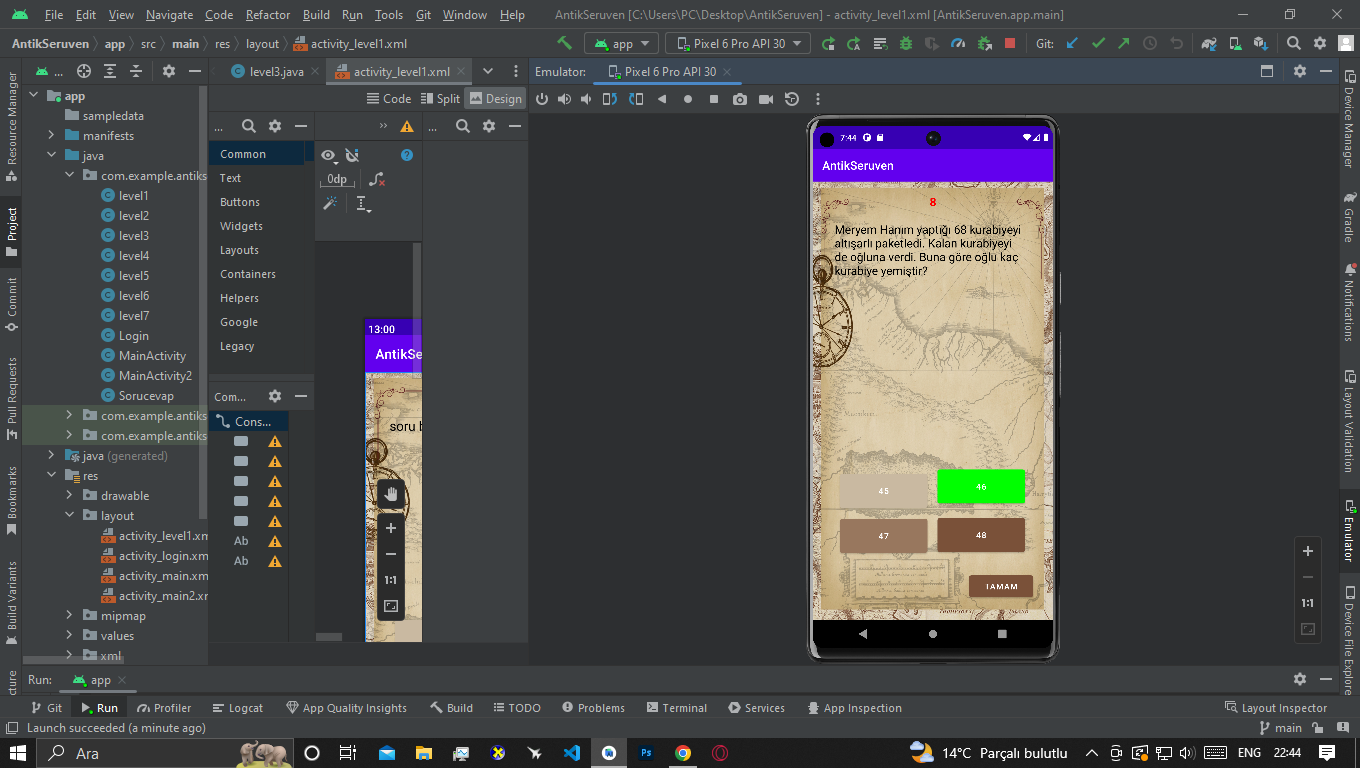 File Edit View Navigate Code Refactor Build Run Tools Git Window Help AntikSeruven [C:\Users\PC\Desktop\AntikSeruven] - activity_level1.xml [AntikSeruven.app.main]
AntikSeruven app src main res layout activity_level1.xml app Pixel 6 Pro API 30 Git:
... level3.java activity_level1.xml Emulator: Pixel 6 Pro API 30
Code Split Design
Resource Manager
Project
Commit
Pull Requests
Bookmarks
Build Variants
cture
app
sampledata
manifests
java
com.example.antiks
level1
level2
level3
level4
level5
level6
level7
Login
MainActivity
MainActivity2
Sorucevap
com.example.antiks
com.example.antiks
java (generated)
res
drawable
layout
activity_level1.xm
activity_login.xm
activity_main.xm
activity_main2.xr
mipmap
values
xml
...
Common
Text
Buttons
Widgets
Layouts
Containers
Helpers
Google
Legacy
Com...
Cons...
Ab
Ab
»
...
0dp
13:00
AntikSe
soru b
1:1
7:44
AntikSeruven
8
Meryem Hanım yaptığı 68 kurabiyeyi
altışarlı paketledi. Kalan kurabiyeyi
de oğluna verdi. Buna göre oğlu kaç
kurabiye yemiştir?
45 46
47 48
TAMAM
1:1
Device Manager
Gradle
Notifications
Layout Validation
Emulator
Device File Explore
Run: app
Git Run Profiler Logcat App Quality Insights Build TODO Problems Terminal Services App Inspection Layout Inspector
Launch succeeded (a minute ago) main
Ara Ps 14°C Parçalı bulutlu ENG 22:44